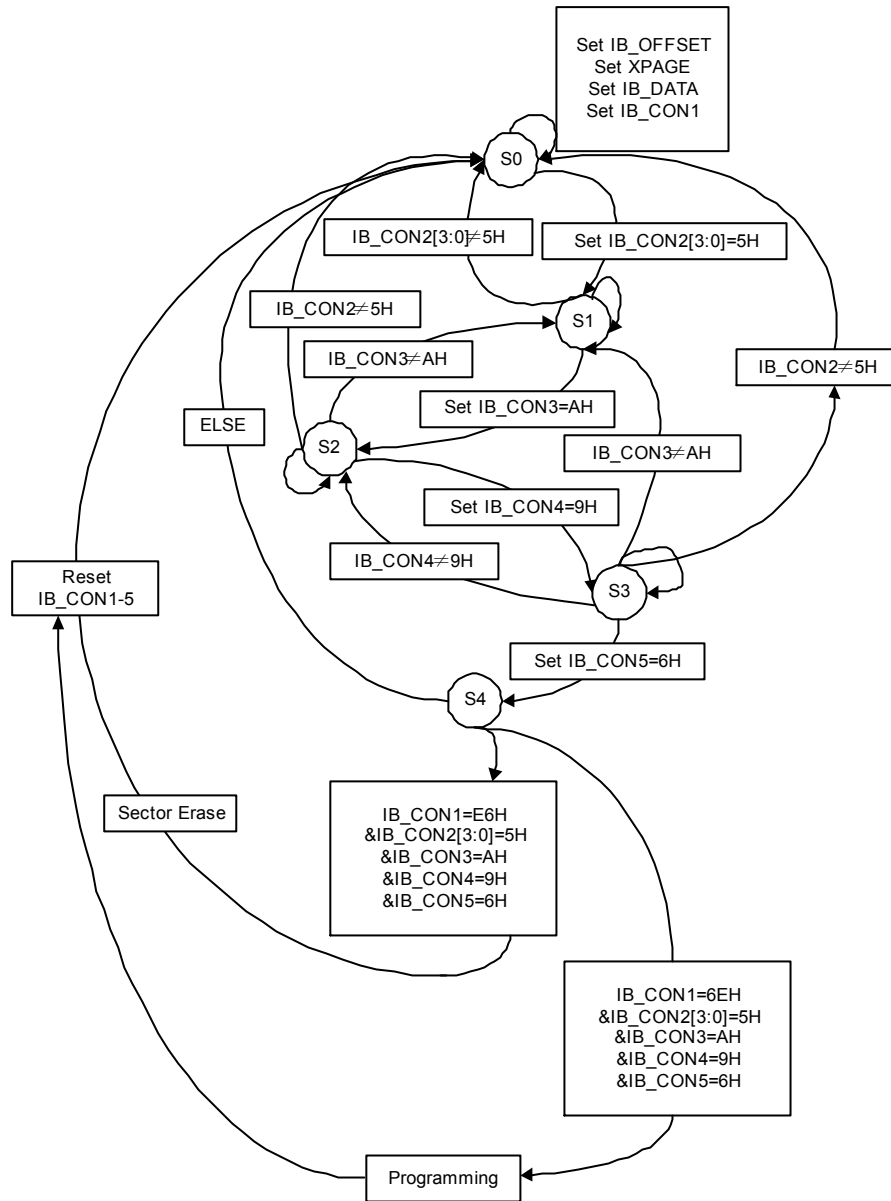 Set IB_OFFSET
Set XPAGE
Set IB_DATA
Set IB_CON1
S0
IB_CON2[3:0]≠5H
Set IB_CON2[3:0]=5H
IB_CON2≠5H
S1
IB_CON3≠AH
IB_CON2≠5H
Set IB_CON3=AH
ELSE
S2
IB_CON3≠AH
Set IB_CON4=9H
IB_CON4≠9H
Reset
IB_CON1-5
S3
Set IB_CON5=6H
S4
Sector Erase
IB_CON1=E6H
&IB_CON2[3:0]=5H
&IB_CON3=AH
&IB_CON4=9H
&IB_CON5=6H
IB_CON1=6EH
&IB_CON2[3:0]=5H
&IB_CON3=AH
&IB_CON4=9H
&IB_CON5=6H
Programming